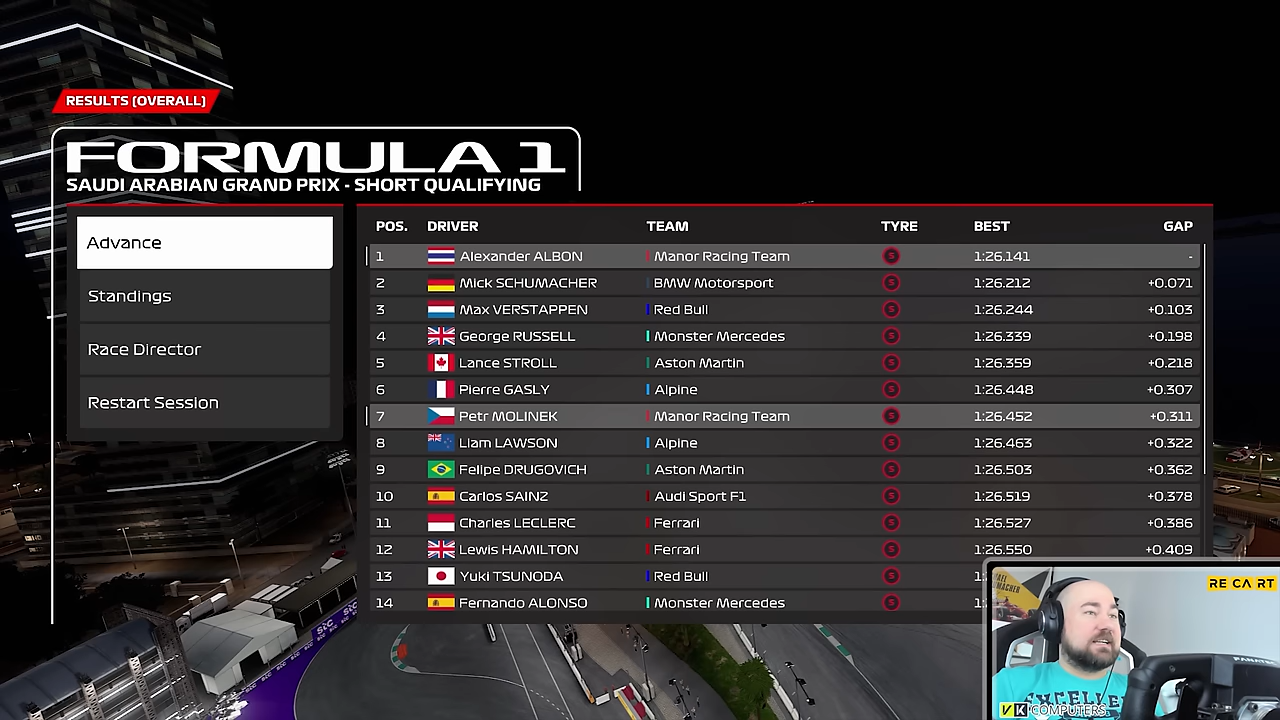 RESULTS (OVERALL)
FORMULA 1
SAUDI ARABIAN GRAND PRIX - SHORT QUALIFYING
Advance
Standings
Race Director
Restart Session
POS. DRIVER TEAM TYRE BEST GAP
1 Alexander ALBON Manor Racing Team S 1:26.141 -
2 Mick SCHUMACHER BMW Motorsport S 1:26.212 +0.071
3 Max VERSTAPPEN Red Bull S 1:26.244 +0.103
4 George RUSSELL Monster Mercedes S 1:26.339 +0.198
5 Lance STROLL Aston Martin S 1:26.359 +0.218
6 Pierre GASLY Alpine S 1:26.448 +0.307
7 Petr MOLINEK Manor Racing Team S 1:26.452 +0.311
8 Liam LAWSON Alpine S 1:26.463 +0.322
9 Felipe DRUGOVICH Aston Martin S 1:26.503 +0.362
10 Carlos SAINZ Audi Sport F1 S 1:26.519 +0.378
11 Charles LECLERC Ferrari S 1:26.527 +0.386
12 Lewis HAMILTON Ferrari S 1:26.550 +0.409
13 Yuki TSUNODA Red Bull S
14 Fernando ALONSO Monster Mercedes S
RECART
FANATEC
VK COMPUTERS
stc
stc